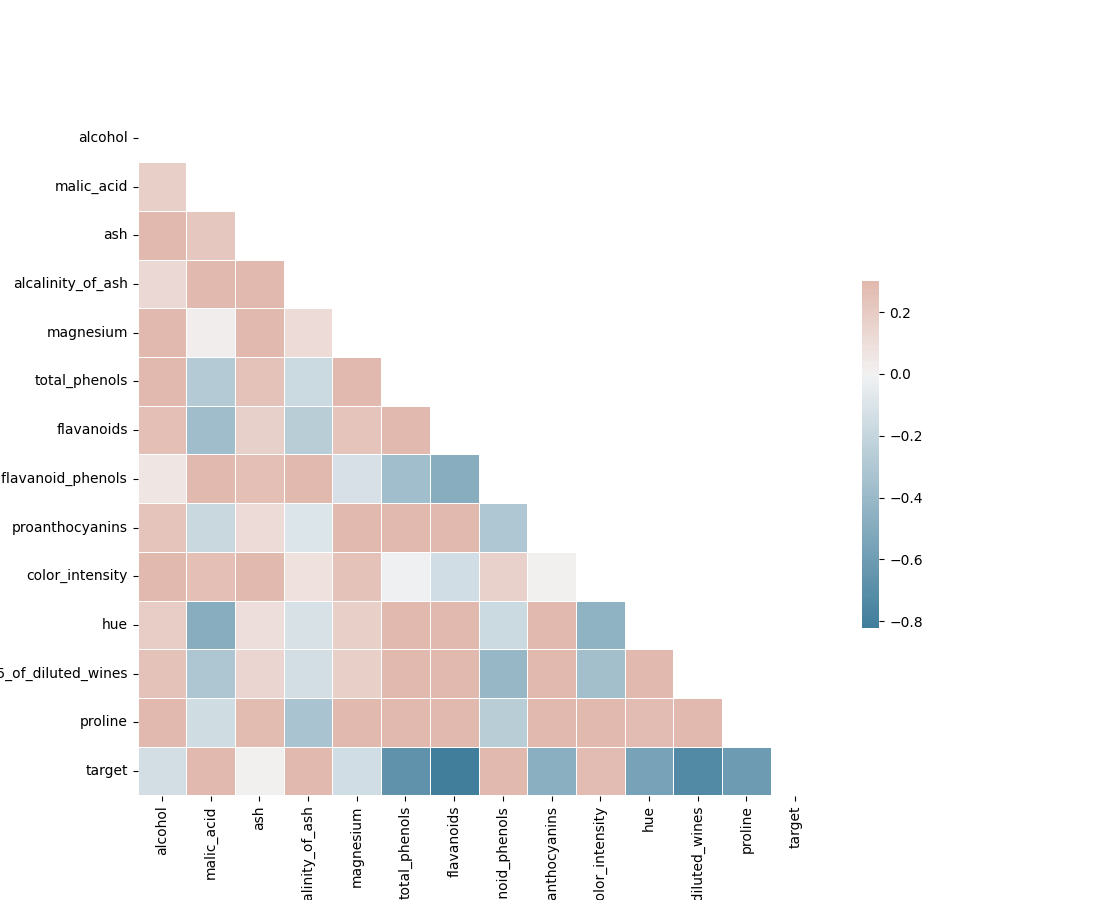 alcohol
malic_acid
ash
alcalinity_of_ash
magnesium
total_phenols
flavanoids
flavanoid_phenols
proanthocyanins
color_intensity
hue
5_of_diluted_wines
proline
target
0.2
0.0
−0.2
−0.4
−0.6
−0.8
alcohol
malic_acid
ash
alinity_of_ash
magnesium
total_phenols
flavanoids
noid_phenols
anthocyanins
olor_intensity
hue
diluted_wines
proline
target